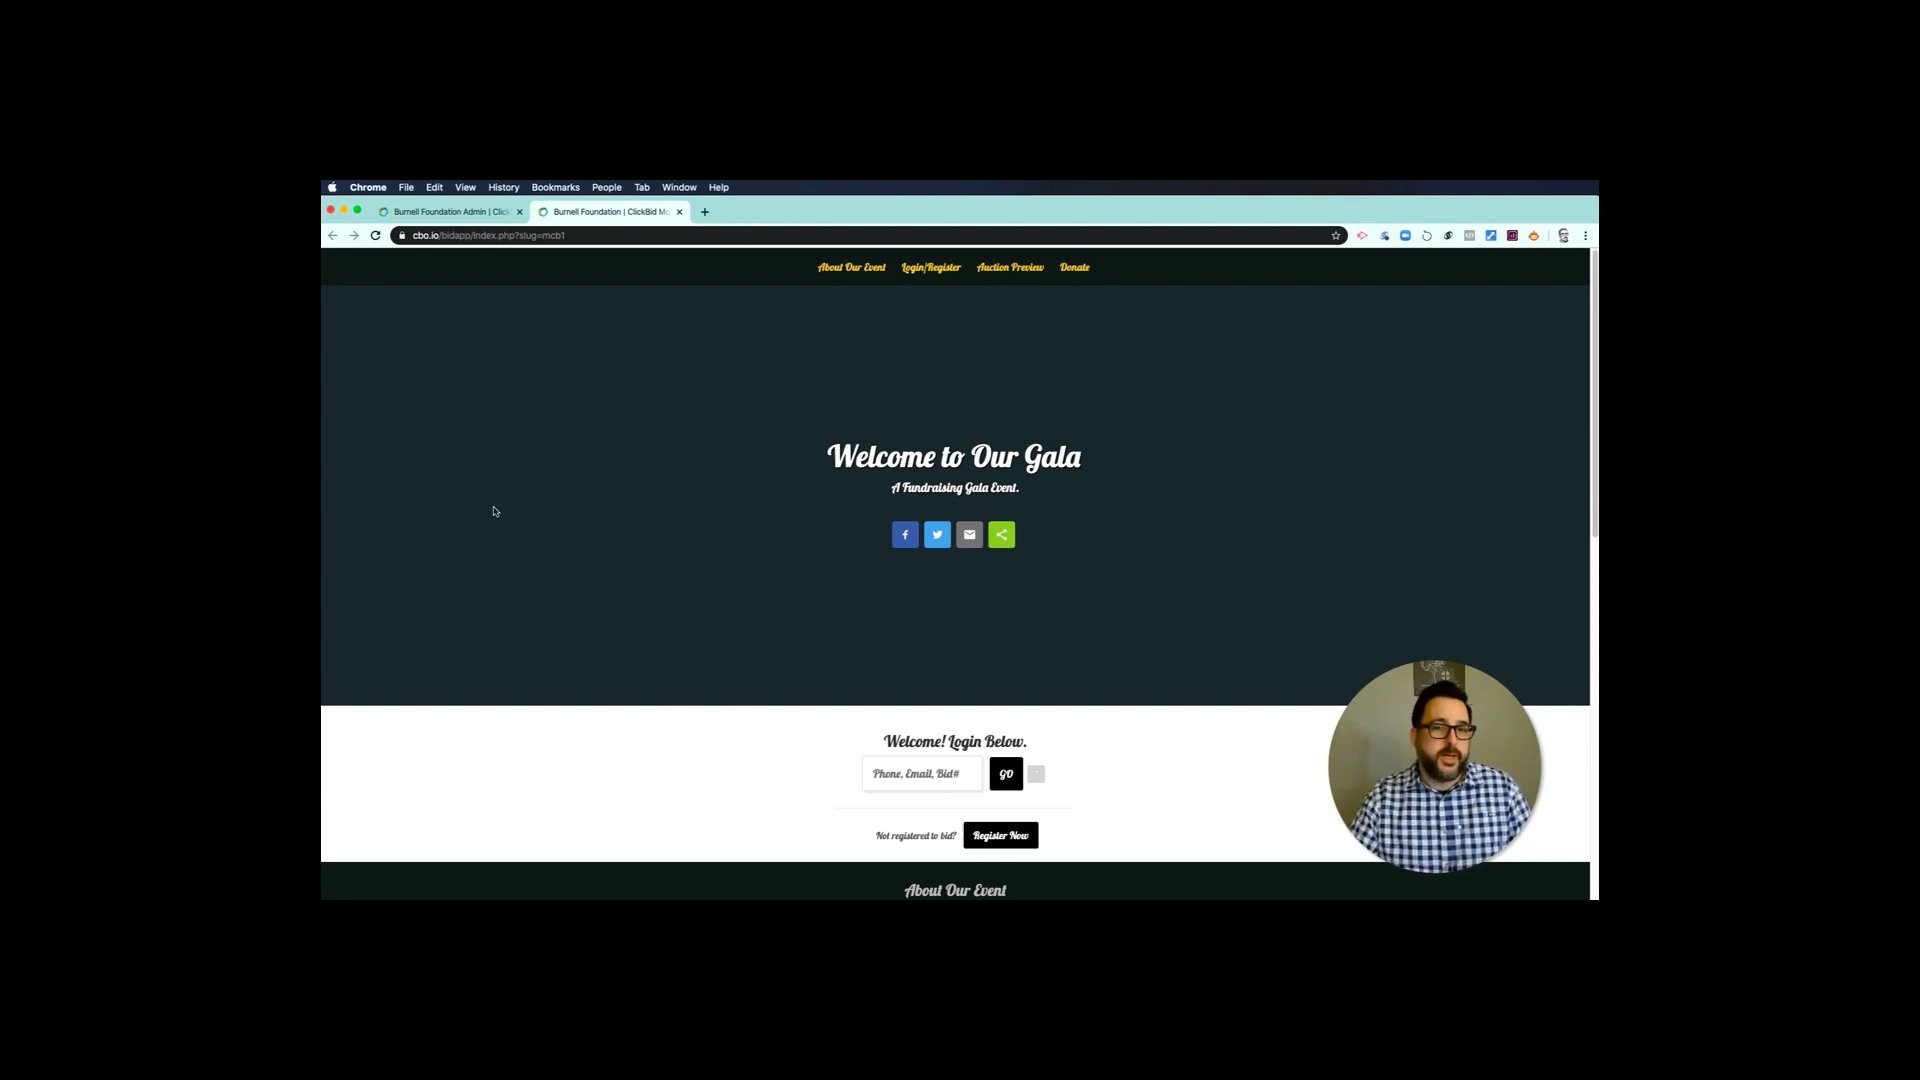 Chrome File Edit View History Bookmarks People Tab Window Help
Burnell Foundation Admin | Click Burnell Foundation | ClickBid Mo
cbo.io/bidapp/index.php?slug=mcb1
About Our Event Login/Register Auction Preview Donate
Welcome to Our Gala
A Fundraising Gala Event.
Welcome! Login Below.
Phone, Email, Bid# GO
Not registered to bid? Register Now
About Our Event